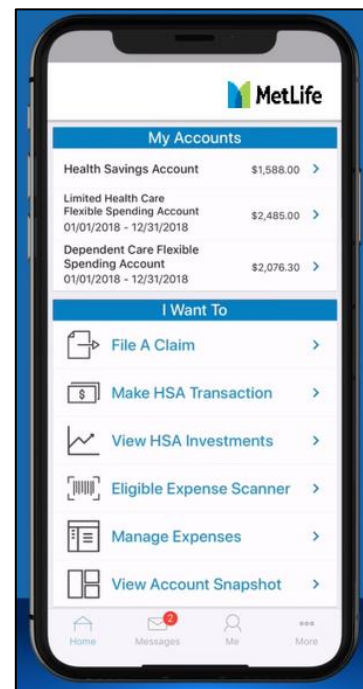 MetLife
My Accounts
Health Savings Account $1,588.00
Limited Health Care
Flexible Spending Account $2,485.00
01/01/2018 - 12/31/2018
Dependent Care Flexible
Spending Account $2,076.30
01/01/2018 - 12/31/2018
I Want To
File A Claim
$ Make HSA Transaction
View HSA Investments
Eligible Expense Scanner
Manage Expenses
View Account Snapshot
2
Home Messages Me More